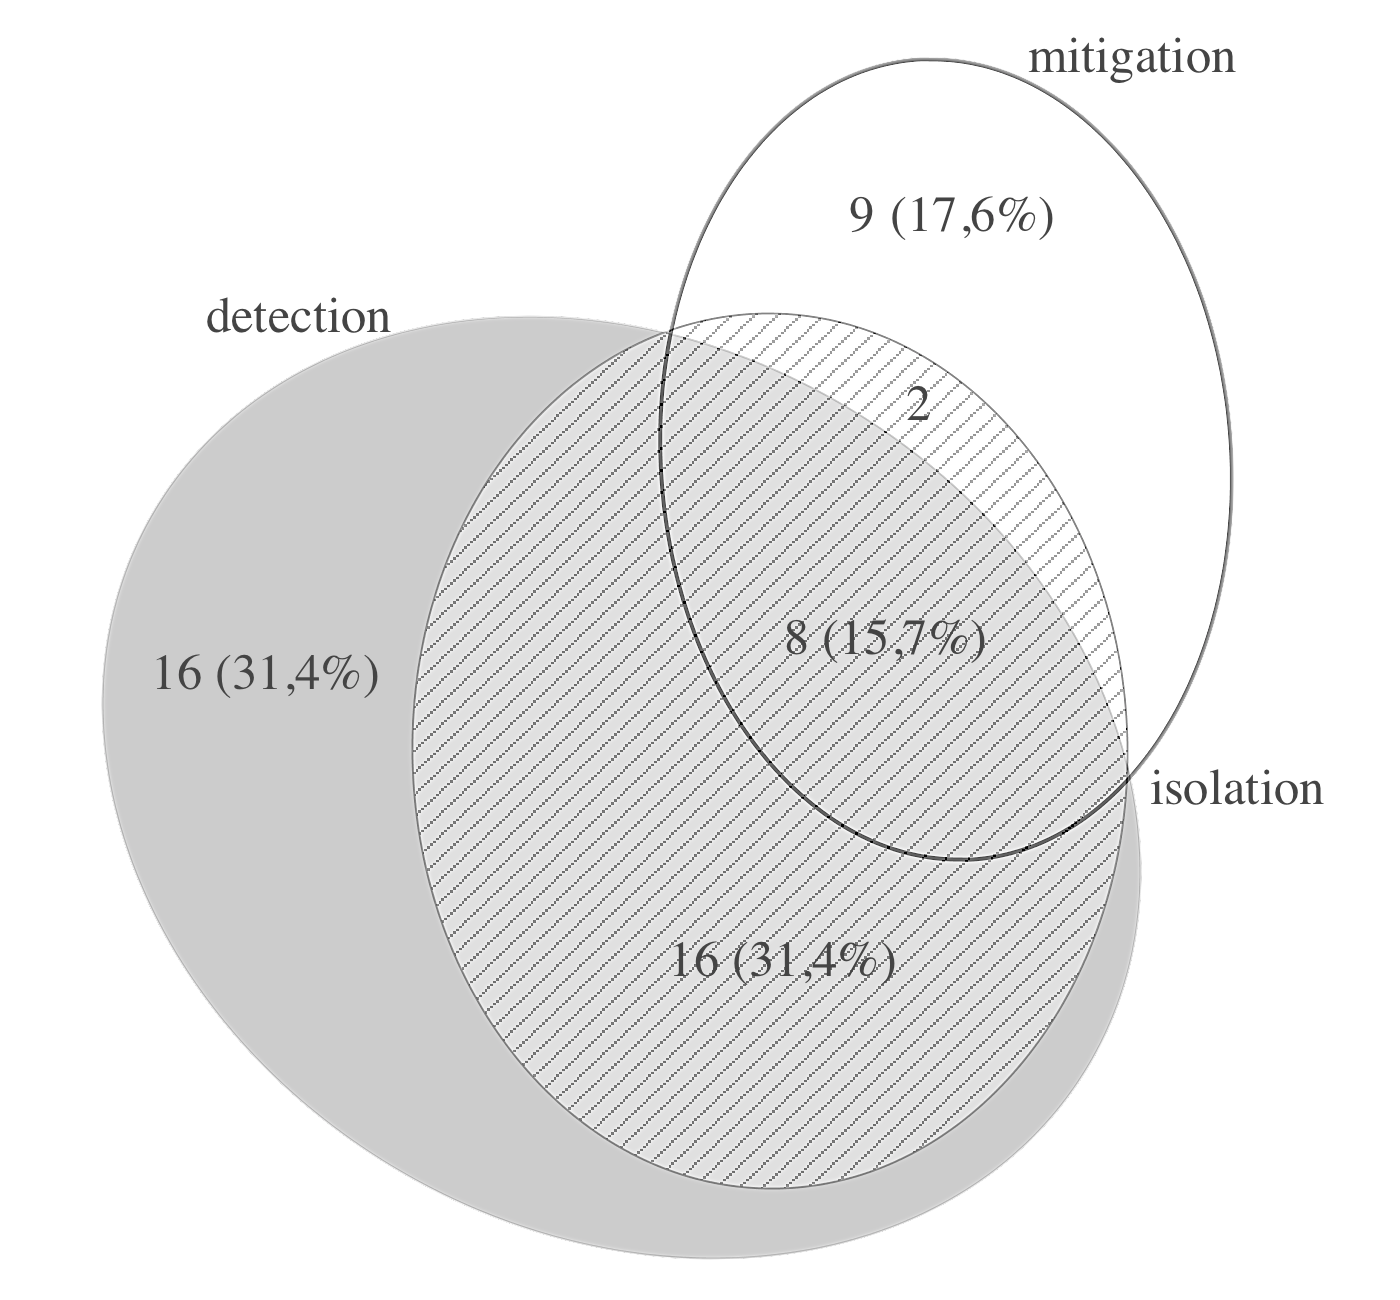 mitigation
9 (17,6%)
detection
2
8 (15,7%)
16 (31,4%)
isolation
16 (31,4%)